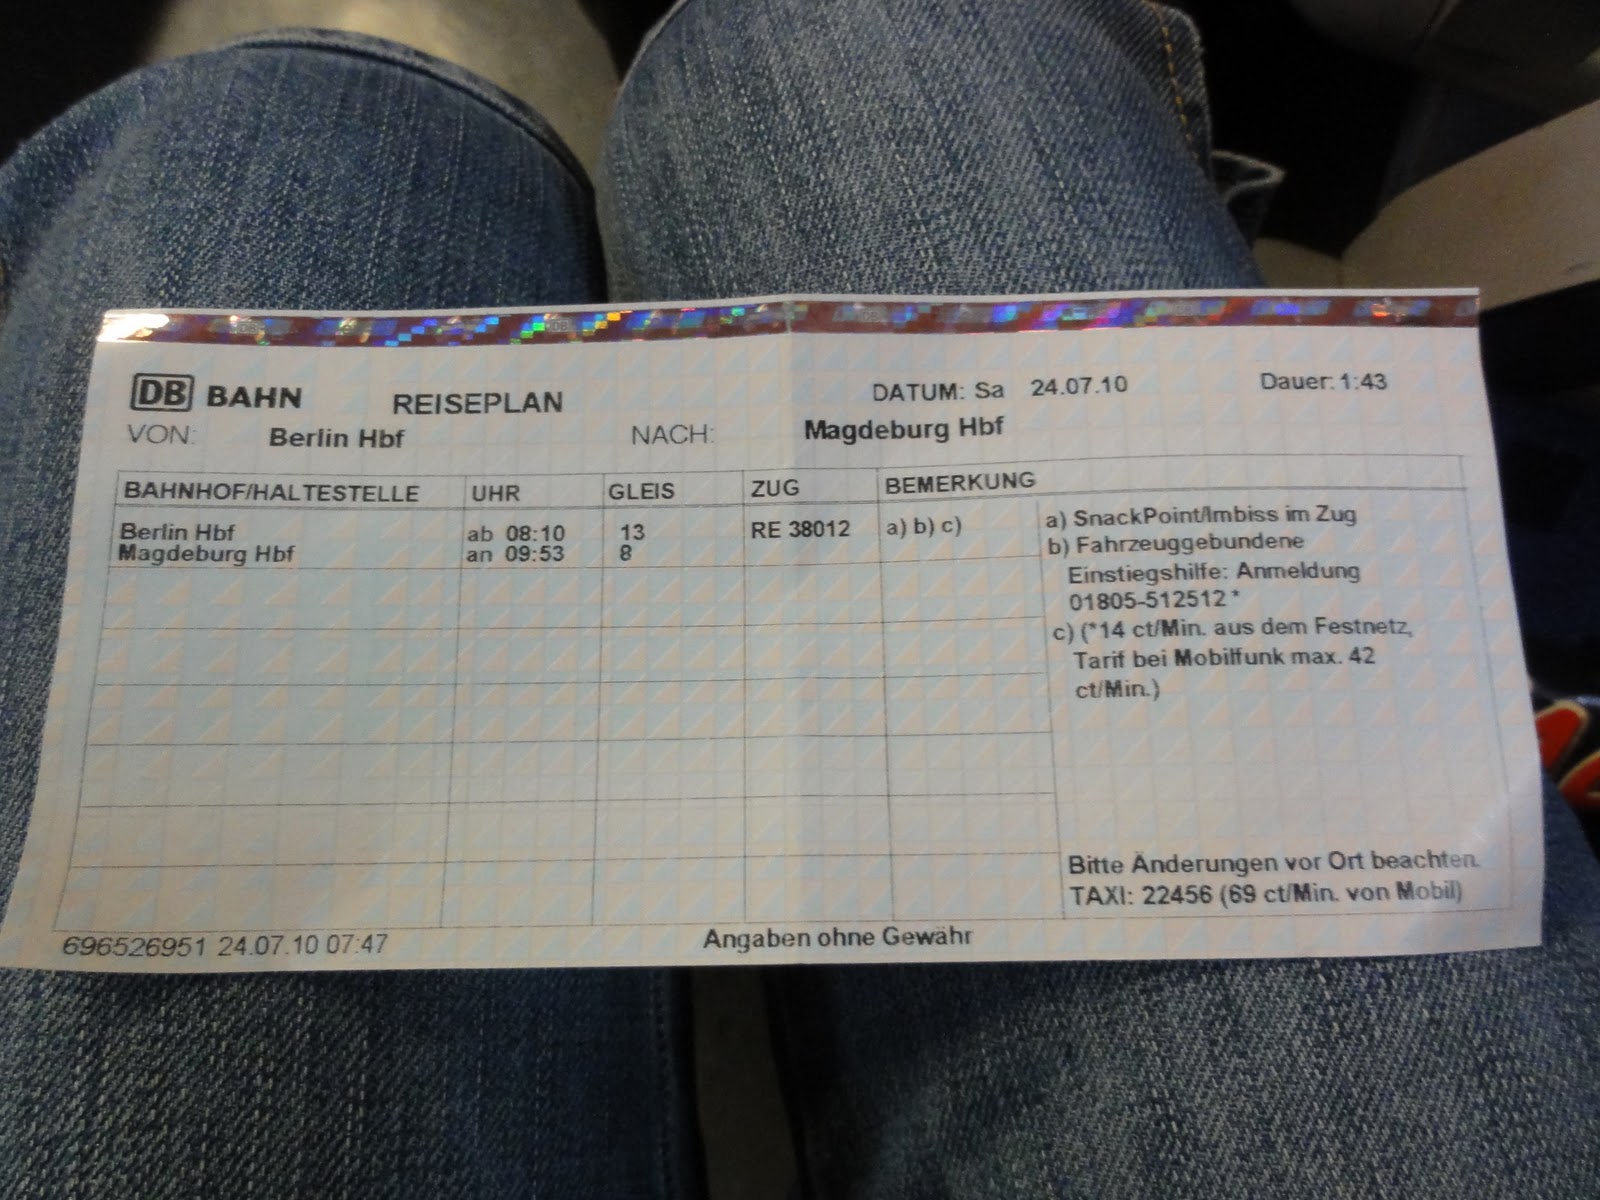 DB BAHN REISEPLAN DATUM: Sa 24.07.10 Dauer: 1:43
VON: Berlin Hbf NACH: Magdeburg Hbf
BAHNHOF/HALTESTELLE UHR GLEIS ZUG BEMERKUNG
Berlin Hbf ab 08:10 13 RE 38012 a) b) c)
Magdeburg Hbf an 09:53 8
a) SnackPoint/Imbiss im Zug
b) Fahrzeuggebundene
Einstiegshilfe: Anmeldung
01805-512512 *
c) (*14 ct/Min. aus dem Festnetz,
Tarif bei Mobilfunk max. 42
ct/Min.)
Bitte Änderungen vor Ort beachten.
TAXI: 22456 (69 ct/Min. von Mobil)
696526951 24.07.10 07:47 Angaben ohne Gewähr